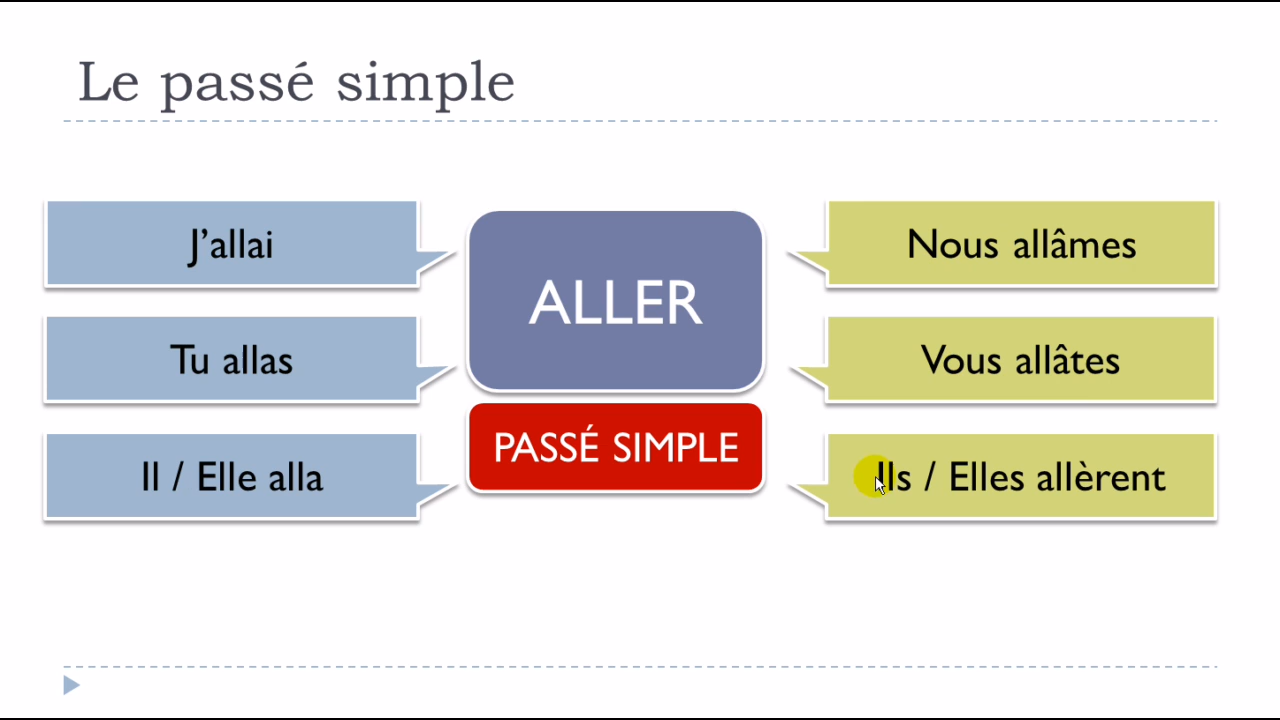 Le passé simple
J’allai
Tu allas
Il / Elle alla
ALLER
PASSÉ SIMPLE
Nous allâmes
Vous allâtes
Ils / Elles allèrent